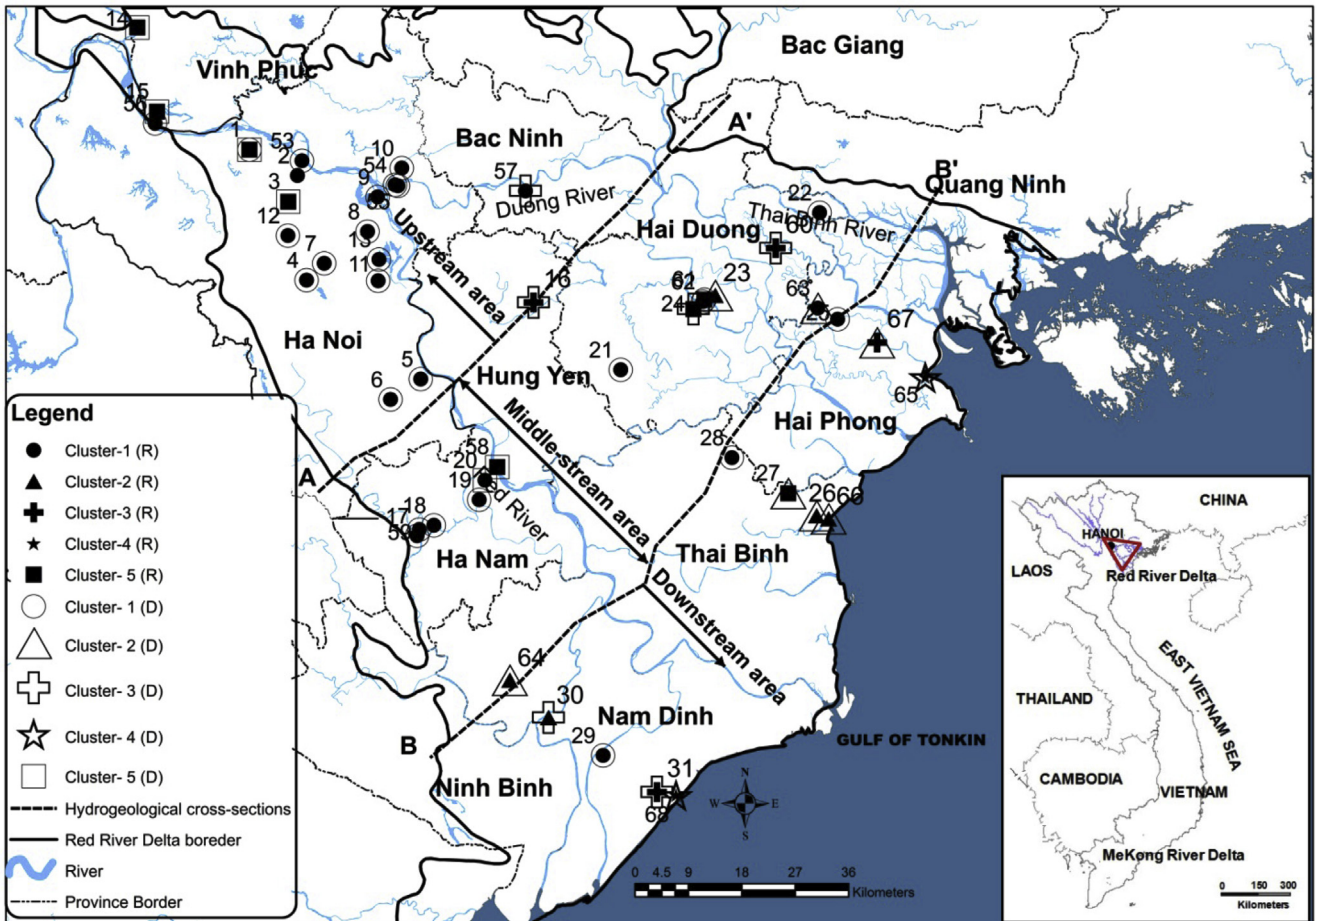 14
Vinh Phuc
Bac Giang
15
56
1
53
2
3
12
10
54
9
55
8
13
7
4
11
Bac Ninh
57
Duong River
A'
B'
Quang Ninh
22
Hai Duong
Thai Binh River
60
Upstream area
16
61
62
24
23
63
25
67
65
Ha Noi
5
6
Hung Yen
21
Hai Phong
Middle-stream area
28
27
26
66
A
58
20
19
Red River
18
17
59
Ha Nam
Thai Binh
Downstream area
64
30
Nam Dinh
29
B
Ninh Binh
31
68
GULF OF TONKIN
N
W
E
S
0 4.5 9 18 27 36
Kilometers
Legend
Cluster-1 (R)
Cluster-2 (R)
Cluster-3 (R)
Cluster-4 (R)
Cluster- 5 (R)
Cluster- 1 (D)
Cluster- 2 (D)
Cluster- 3 (D)
Cluster- 4 (D)
Cluster- 5 (D)
Hydrogeological cross-sections
Red River Delta boreder
River
Province Border
CHINA
HANOI
LAOS
Red River Delta
EAST VIETNAM SEA
THAILAND
CAMBODIA
VIETNAM
MeKong River Delta
0 150 300
Kilometers